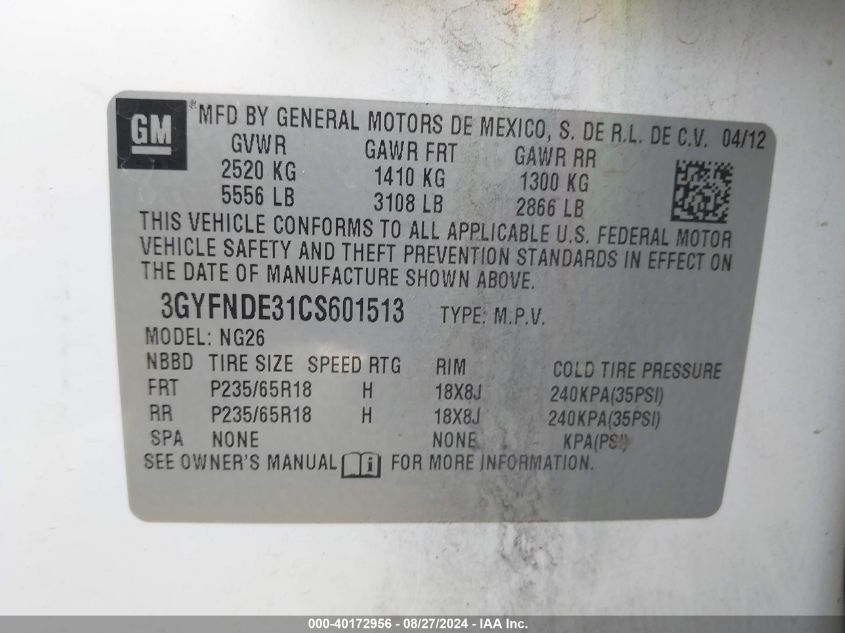 GM ® MFD BY GENERAL MOTORS DE MEXICO, S. DE R.L. DE C.V. 04/12
GVWR GAWR FRT GAWR RR
2520 KG 1410 KG 1300 KG
5556 LB 3108 LB 2866 LB
THIS VEHICLE CONFORMS TO ALL APPLICABLE U.S. FEDERAL MOTOR
VEHICLE SAFETY AND THEFT PREVENTION STANDARDS IN EFFECT ON
THE DATE OF MANUFACTURE SHOWN ABOVE.
3GYFNDE31CS601513 TYPE: M.P.V.
MODEL: NG26
NBBD TIRE SIZE SPEED RTG RIM COLD TIRE PRESSURE
FRT P235/65R18 H 18X8J 240KPA(35PSI)
RR P235/65R18 H 18X8J 240KPA(35PSI)
SPA NONE NONE KPA(PSI)
SEE OWNER'S MANUAL i FOR MORE INFORMATION.
000-40172956 | 08/27/2024 | IAA Inc.